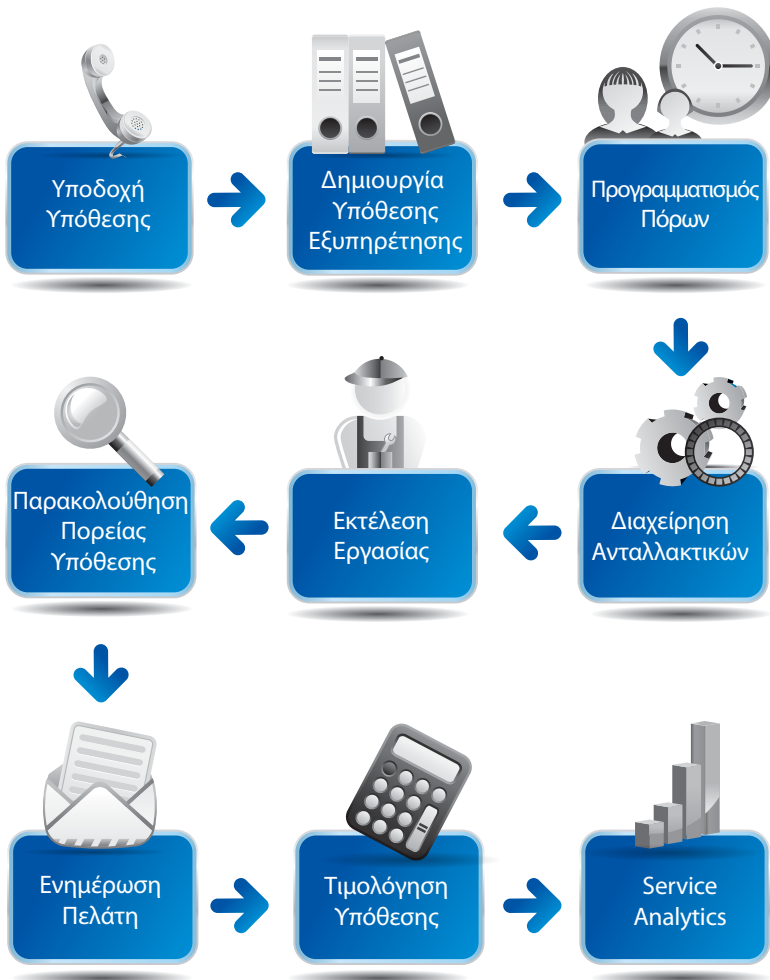 Υποδοχή
Υπόθεσης
Δημιουργία
Υπόθεσης
Εξυπηρέτησης
Προγραμματισμός
Πόρων
Διαχείρηση
Ανταλλακτικών
Εκτέλεση
Εργασίας
Παρακολούθηση
Πορείας
Υπόθεσης
Ενημέρωση
Πελάτη
Τιμολόγηση
Υπόθεσης
Service
Analytics